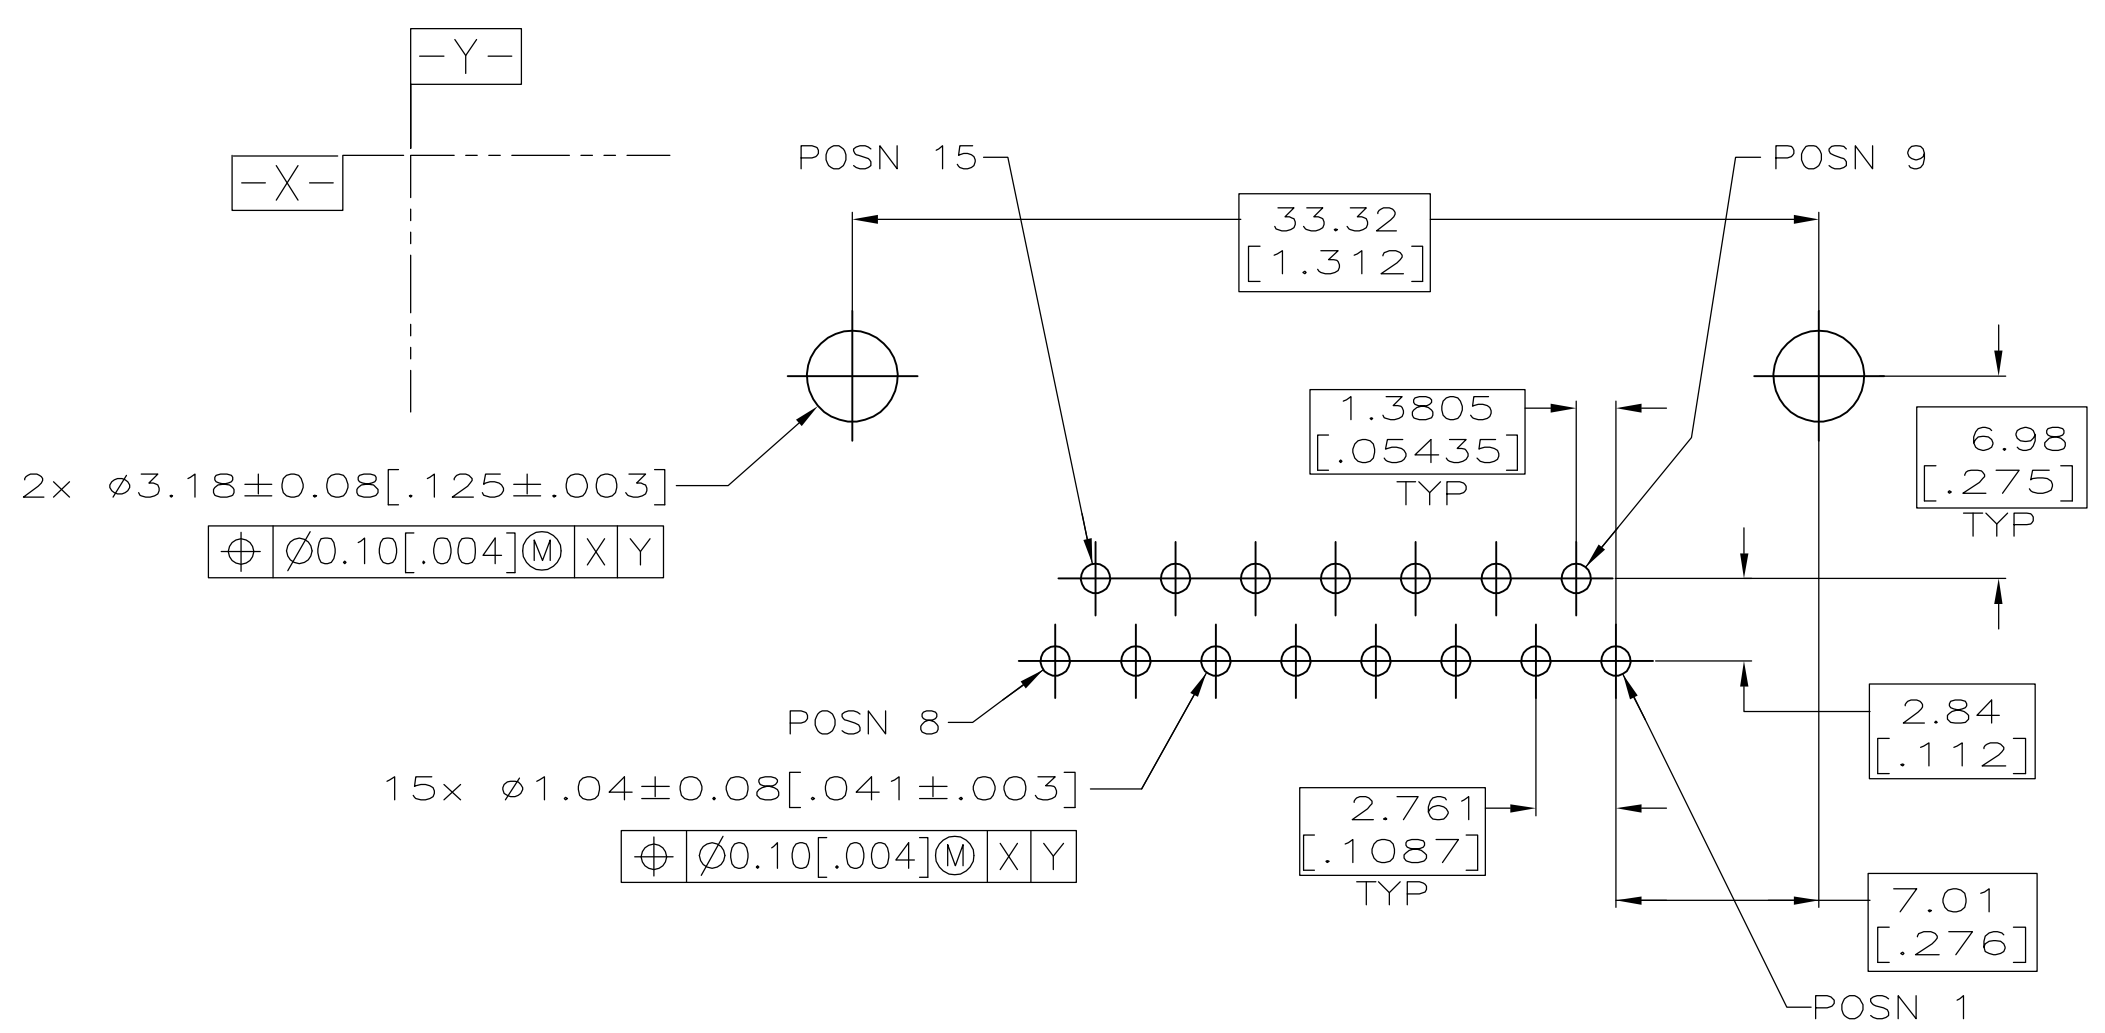 -Y-
-X-
POSN 15
POSN 9
33.32
[1.312]
1.3805
[.05435]
TYP
6.98
[.275]
TYP
2x ⌀3.18±0.08[.125±.003]
⌖ ⌀0.10[.004]Ⓜ X Y
POSN 8
2.84
[.112]
15x ⌀1.04±0.08[.041±.003]
⌖ ⌀0.10[.004]Ⓜ X Y
2.761
[.1087]
TYP
7.01
[.276]
POSN 1